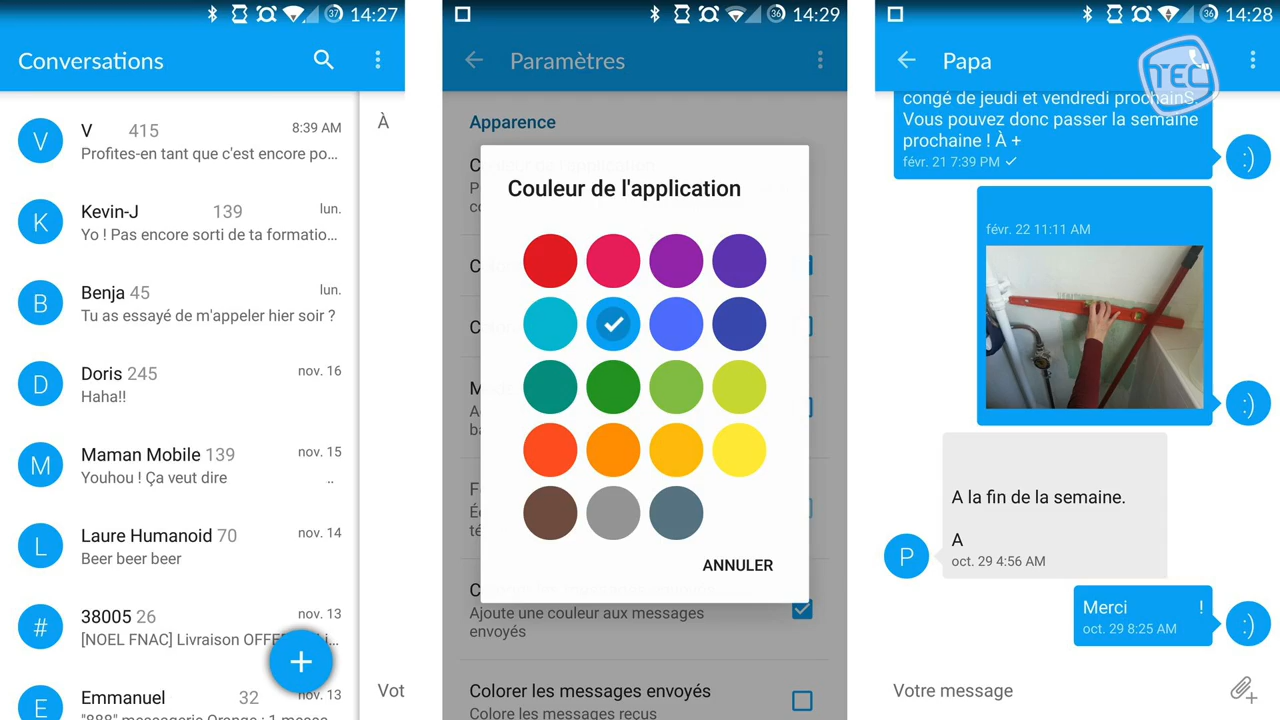 37 14:27
Conversations
V 415 8:39 AM
V
Profites-en tant que c'est encore po...
Kevin-J 139 lun.
K
Yo ! Pas encore sorti de ta formatio...
Benja 45 lun.
B
Tu as essayé de m'appeler hier soir ?
Doris 245 nov. 16
D
Haha!!
Maman Mobile 139 nov. 15
M
Youhou ! Ça veut dire ..
Laure Humanoid 70 nov. 14
L
Beer beer beer
38005 26 nov. 13
#
[NOEL FNAC] Livraison OFFE
+
Emmanuel 32 nov. 13
E
"888" messagerie Orange : 1 messa...
À
Vot
36 14:29
Paramètres
Apparence
Couleur de l'application
ANNULER
Ajoute une couleur aux messages
envoyés
Colorer les messages envoyés
Colore les messages reçus
36 14:28
Papa
TEC
congé de jeudi et vendredi prochainS.
Vous pouvez donc passer la semaine
prochaine ! À +
févr. 21 7:39 PM
:)
févr. 22 11:11 AM
:)
A la fin de la semaine.
A
oct. 29 4:56 AM
P
Merci !
oct. 29 8:25 AM
:)
Votre message